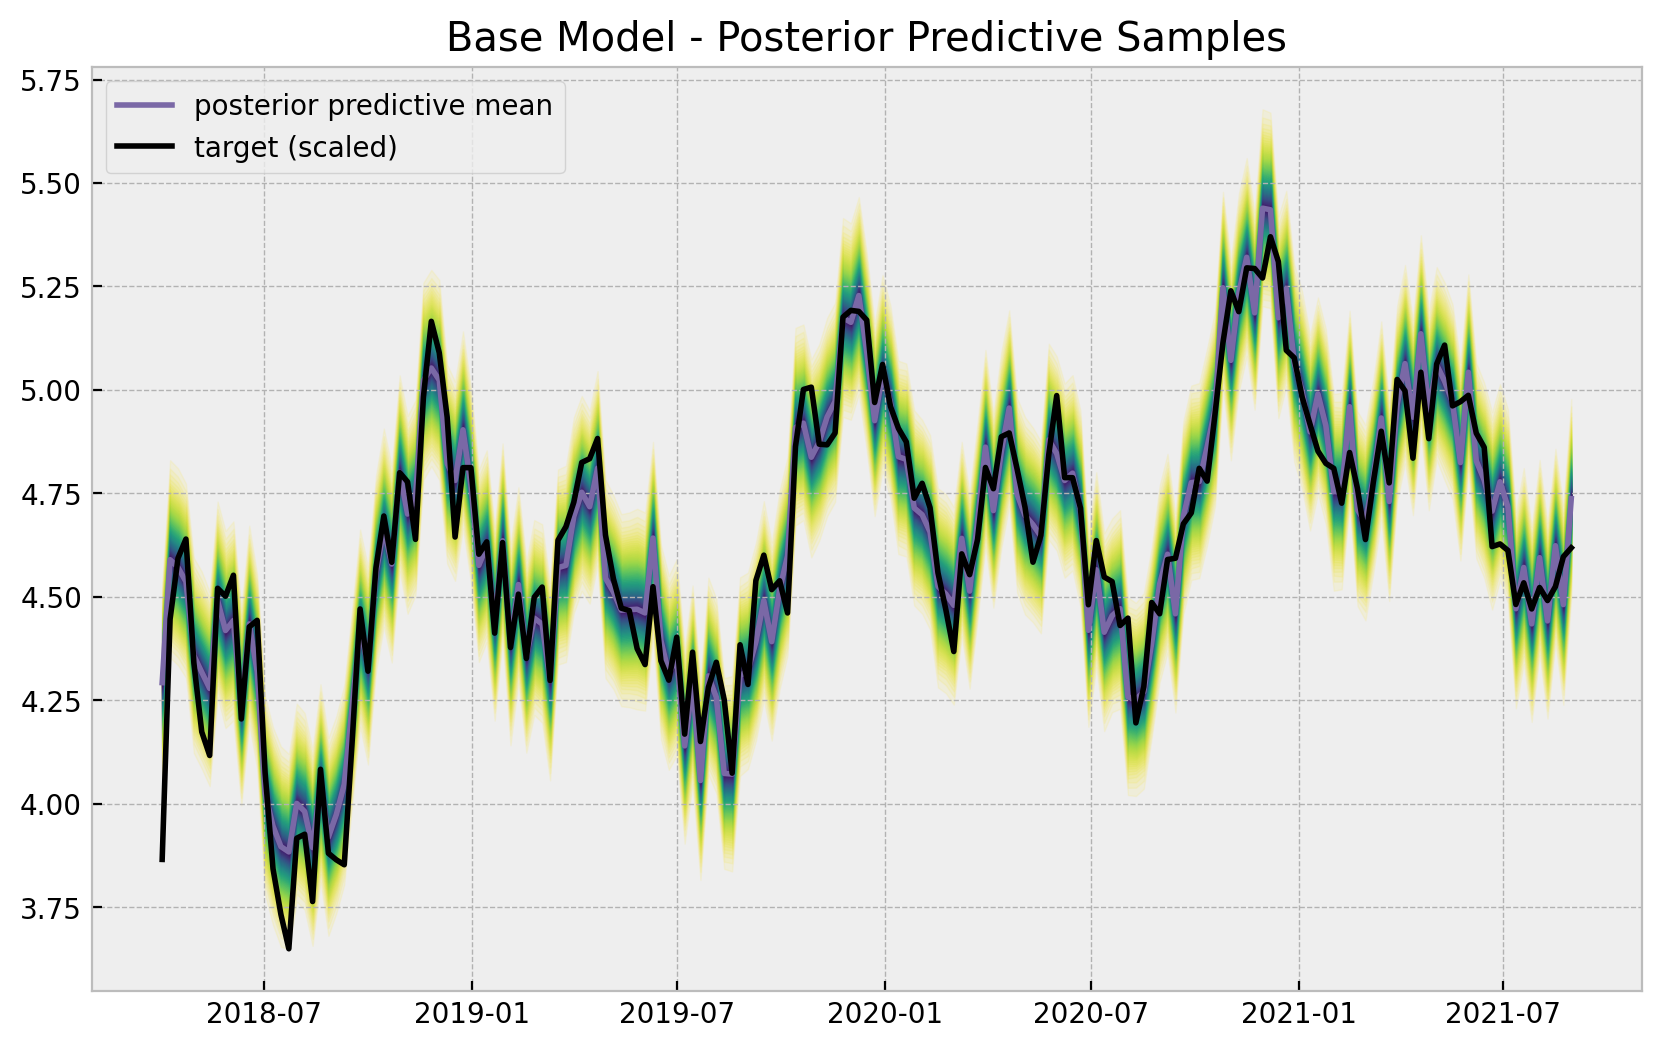 Base Model - Posterior Predictive Samples
posterior predictive mean
target (scaled)
5.75
5.50
5.25
5.00
4.75
4.50
4.25
4.00
3.75
2018-07 2019-01 2019-07 2020-01 2020-07 2021-01 2021-07